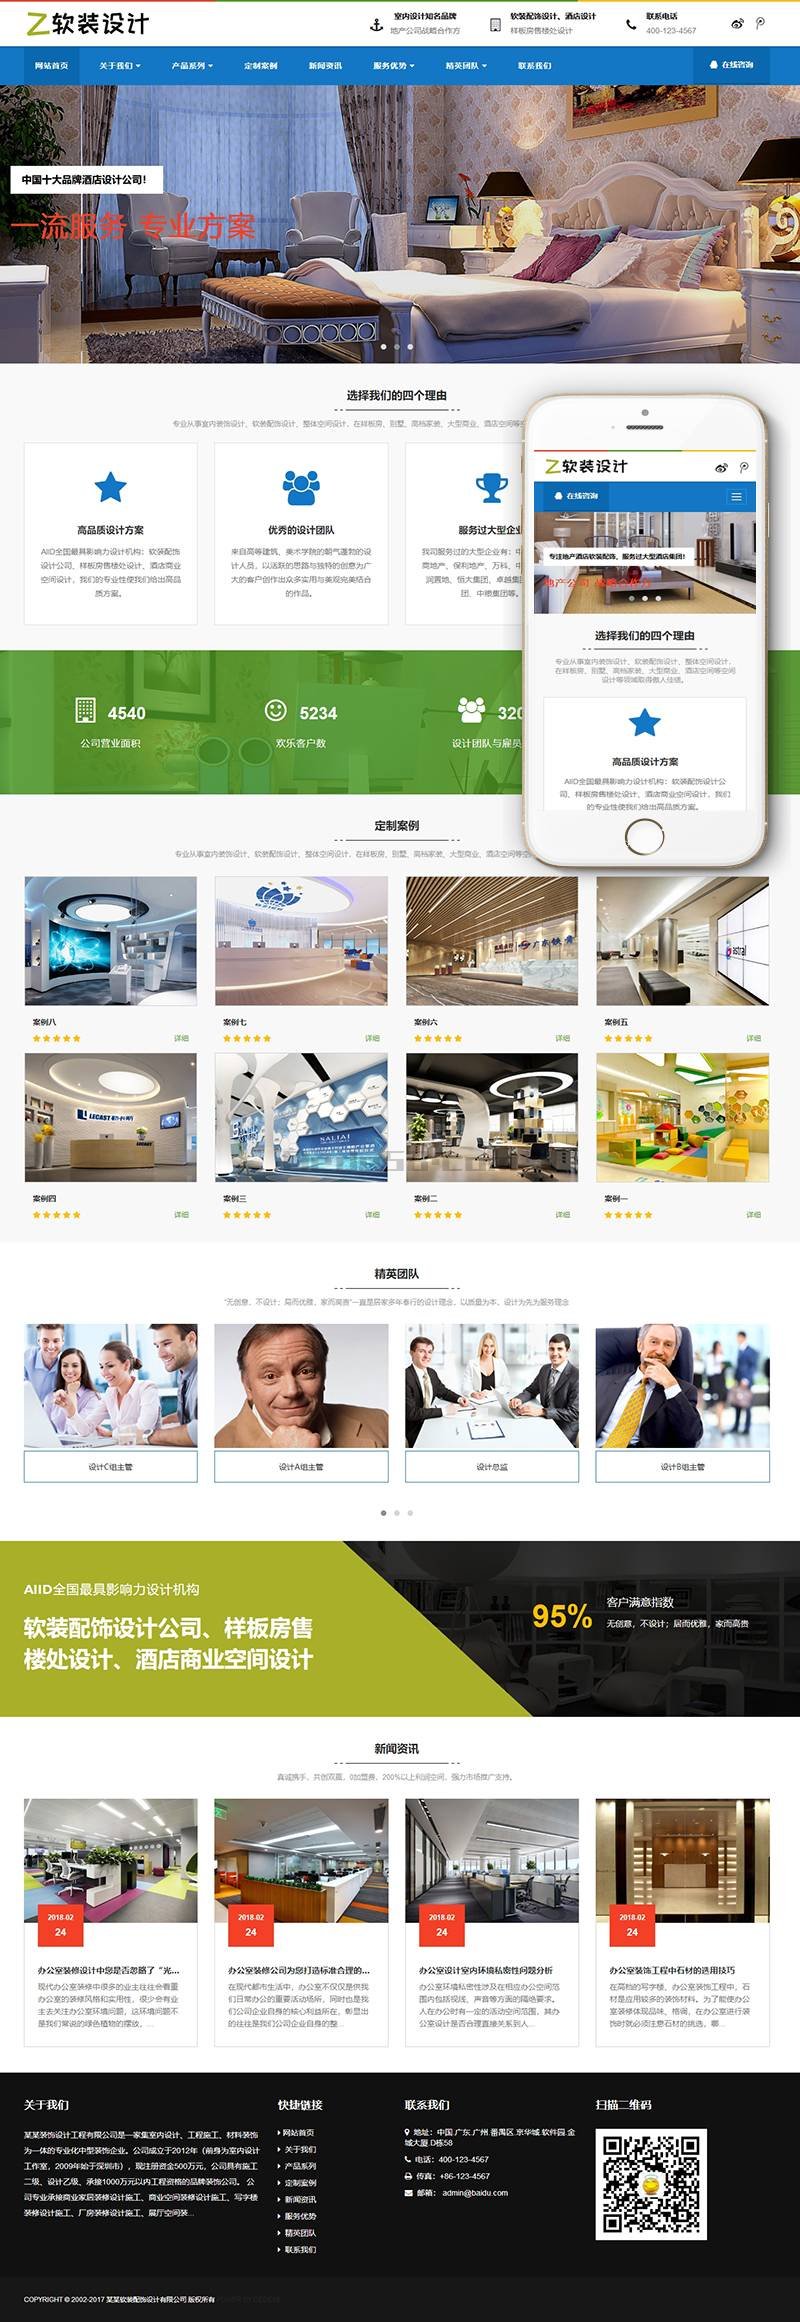 Z软装设计
室内设计知名品牌
地产公司战略合作方
软装配饰设计、酒店设计
样板房售楼处设计
联系电话
400-123-4567
网站首页
关于我们
产品系列
定制案例
新闻资讯
服务优势
精英团队
联系我们
在线咨询
中国十大品牌酒店设计公司!
一流服务 专业方案
选择我们的四个理由
专业从事室内装饰设计、软装配饰设计、整体空间设计，在样板房、别墅、高档家装、大型商业、酒店空间等
高品质设计方案
AIID全国最具影响力设计机构：软装配饰
设计公司、样板房售楼处设计、酒店商业
空间设计，我们的专业性使我们给出高品
质方案。
优秀的设计团队
来自高等建筑、美术学院的朝气蓬勃的设
计人员，以活跃的思路与独特的创意为广
大的客户创作出众多实用与美观完美结合
的作品。
服务过大型企业
我司服务过的大型企业有：中
商地产、保利地产、万科、中
润置地、恒大集团、卓越集
团、中粮集团等。
Z软装设计
在线咨询
专注地产酒店软装配饰，服务过大型酒店集团!
选择我们的四个理由
专业从事室内装饰设计、软装配饰设计、整体空间设计，
在样板房、别墅、高档家装、大型商业、酒店空间等空间
设计等领域取得傲人佳绩。
高品质设计方案
AIID全国最具影响力设计机构：软装配饰设计公
司、样板房售楼处设计、酒店商业空间设计，我们
的专业性使我们给出高品质方案。
4540
公司营业面积
5234
欢乐客户数
320
设计团队与雇员
定制案例
专业从事室内装饰设计、软装配饰设计、整体空间设计，在样板房、别墅、高档家装、大型商业、酒店空间等
astral
案例八
详细
案例七
详细
案例六
详细
案例五
详细
LECAST
SALIAI
案例四
详细
案例三
详细
案例二
详细
案例一
详细
精英团队
"无创意，不设计；局而优雅，家而高贵"一直是居家多年奉行的设计理念，以质量为本，设计为先为服务理念
设计C组主管
设计A组主管
设计总监
设计B组主管
AIID全国最具影响力设计机构
软装配饰设计公司、样板房售
楼处设计、酒店商业空间设计
95%
客户满意指数
无创意，不设计；居而优雅，家而高贵
新闻资讯
真诚携手，共创双赢，0加盟费，200%以上利润空间，强力市场推广支持。
2018-02
24
办公室装修设计中您是否忽略了“光...
现代办公室装修中很多的业主往往会看重
办公室的装修风格和实用性，很少会有业
主去关注办公室环境问题，这环境问题不
是我们常说的绿色植物的摆放，...
2018-02
24
办公室装修公司为您打造标准合理的...
在现代都市生活中，办公室不仅仅是供我
们日常办公的重要活动场所，同时也是我
们公司企业自身的核心利益所在，彰显出
的往往是我们公司企业自身的整...
2018-02
24
办公室设计室内环境私密性问题分析
办公室环境私密性涉及在相应办公空间范
围内包括视线、声音等方面的隔绝要求。
人在办公时有一定的活动空间范围，其办
公室设计是否合理直接关系到人...
2018-02
24
办公室装饰工程中石材的选用技巧
在高档的写字楼、办公室装饰工程中，石
材是应用较多的装饰材料。为了能使办公
室装修体现品味、格调，在办公室进行装
饰时就必须注意石材的挑选，哪...
关于我们
某某装饰设计工程有限公司是一家集室内设计、工程施工、材料装饰
为一体的专业化中型装饰企业。公司成立于2012年（前身为室内设计
工作室，2009年始于深圳市），现注册资金500万元，公司具有施工
二级、设计乙级、承接1000万元以内工程资格的品牌装饰公司。 公
司专业承接商业家居装修设计施工、商业空间装修设计施工、写字楼
装修设计施工、厂房装修设计施工、展厅空间装...
快捷链接
网站首页
关于我们
产品系列
定制案例
新闻资讯
服务优势
精英团队
联系我们
联系我们
地址：中国.广东.广州.番禺区.京华城.软件园.金
城大厦.D栋58
电话：400-123-4567
传真：+86-123-4567
邮箱： admin@baidu.com
扫描二维码
COPYRIGHT © 2002-2017 某某软装配饰设计有限公司 版权所有